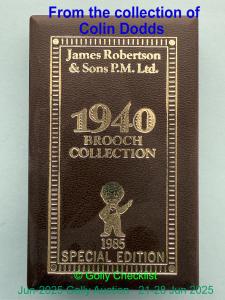 From the collection of
Colin Dodds
James Robertson
& Sons P.M. Ltd.
1940
BROOCH
COLLECTION
© Golly Checklist
1985
SPECIAL EDITION
Jun 2025 Golly Auction - 21-28 Jun 2025